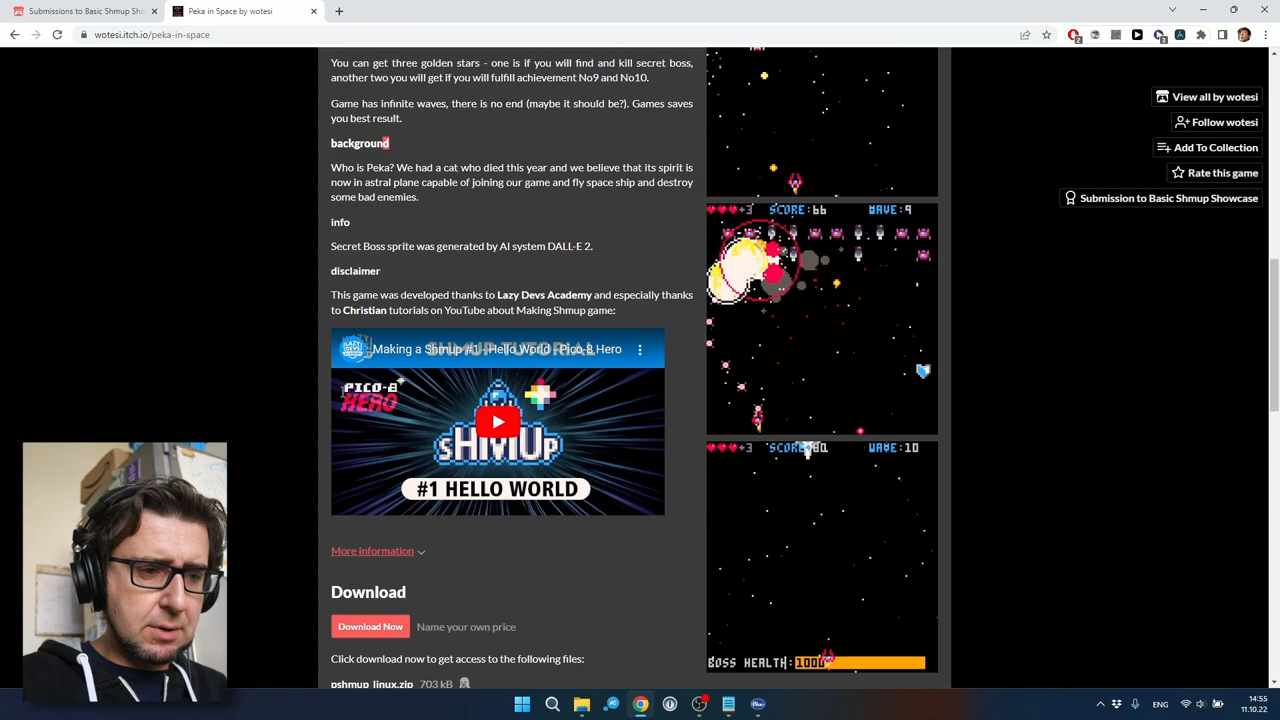 Submissions to Basic Shmup Sho
Peka in Space by wotesi
wotesi.itch.io/peka-in-space
You can get three golden stars - one is if you will find and kill secret boss,
another two you will get if you will fulfill achievement No9 and No10.
Game has infinite waves, there is no end (maybe it should be?). Games saves
you best result.
background
Who is Peka? We had a cat who died this year and we believe that its spirit is
now in astral plane capable of joining our game and fly space ship and destroy
some bad enemies.
info
Secret Boss sprite was generated by AI system DALL-E 2.
disclaimer
This game was developed thanks to Lazy Devs Academy and especially thanks
to Christian tutorials on YouTube about Making Shmup game:
Making a Shmup #1 - Hello World - Pico-8 Hero
SHMUP TUTORIAL
PICO-8
HERO
SHMUP
#1 HELLO WORLD
More information
Download
Download Now
Name your own price
Click download now to get access to the following files:
pshmup_linux.zip 703 kB
+3 SCORE:66 WAVE:9
+3 SCORE:81 WAVE:10
BOSS HEALTH:1000
View all by wotesi
Follow wotesi
Add To Collection
Rate this game
Submission to Basic Shmup Showcase
2
3
ENG
14:55
11.10.22